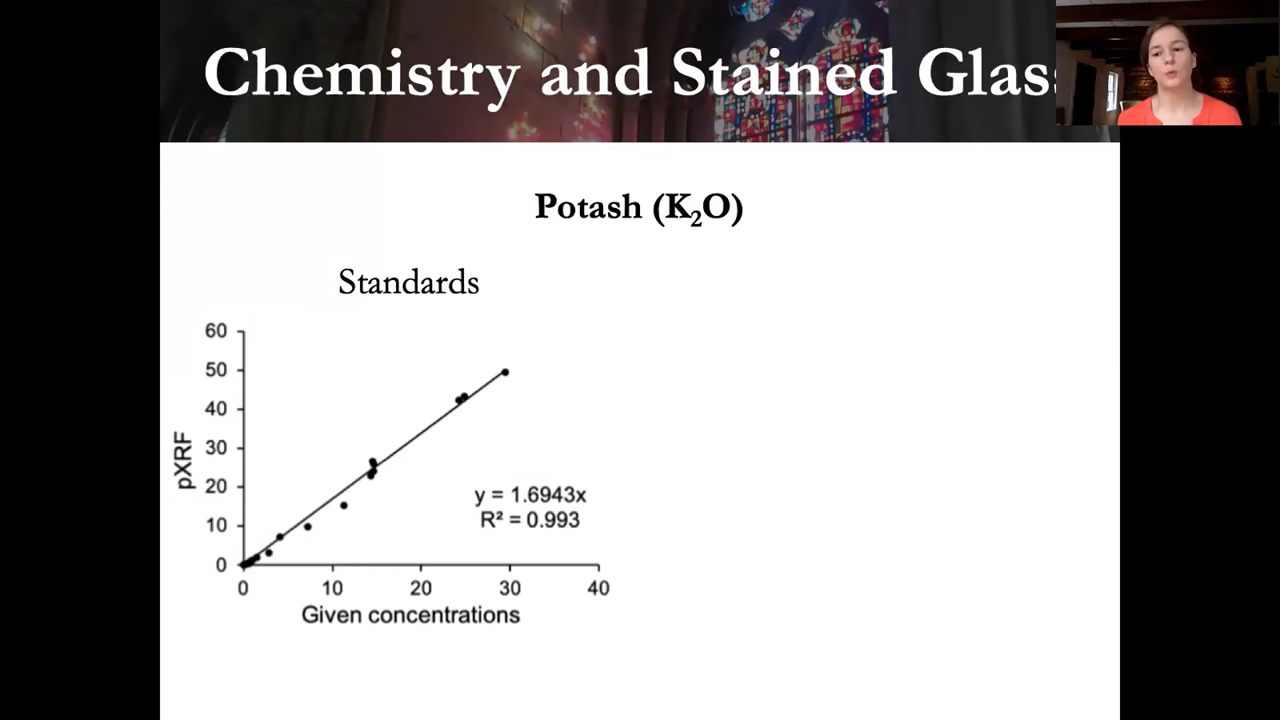 Chemistry and Stained Glass
Potash (K₂O)
Standards
60
50
40
30
20
10
0
pXRF
y = 1.6943x
R² = 0.993
0 10 20 30 40
Given concentrations